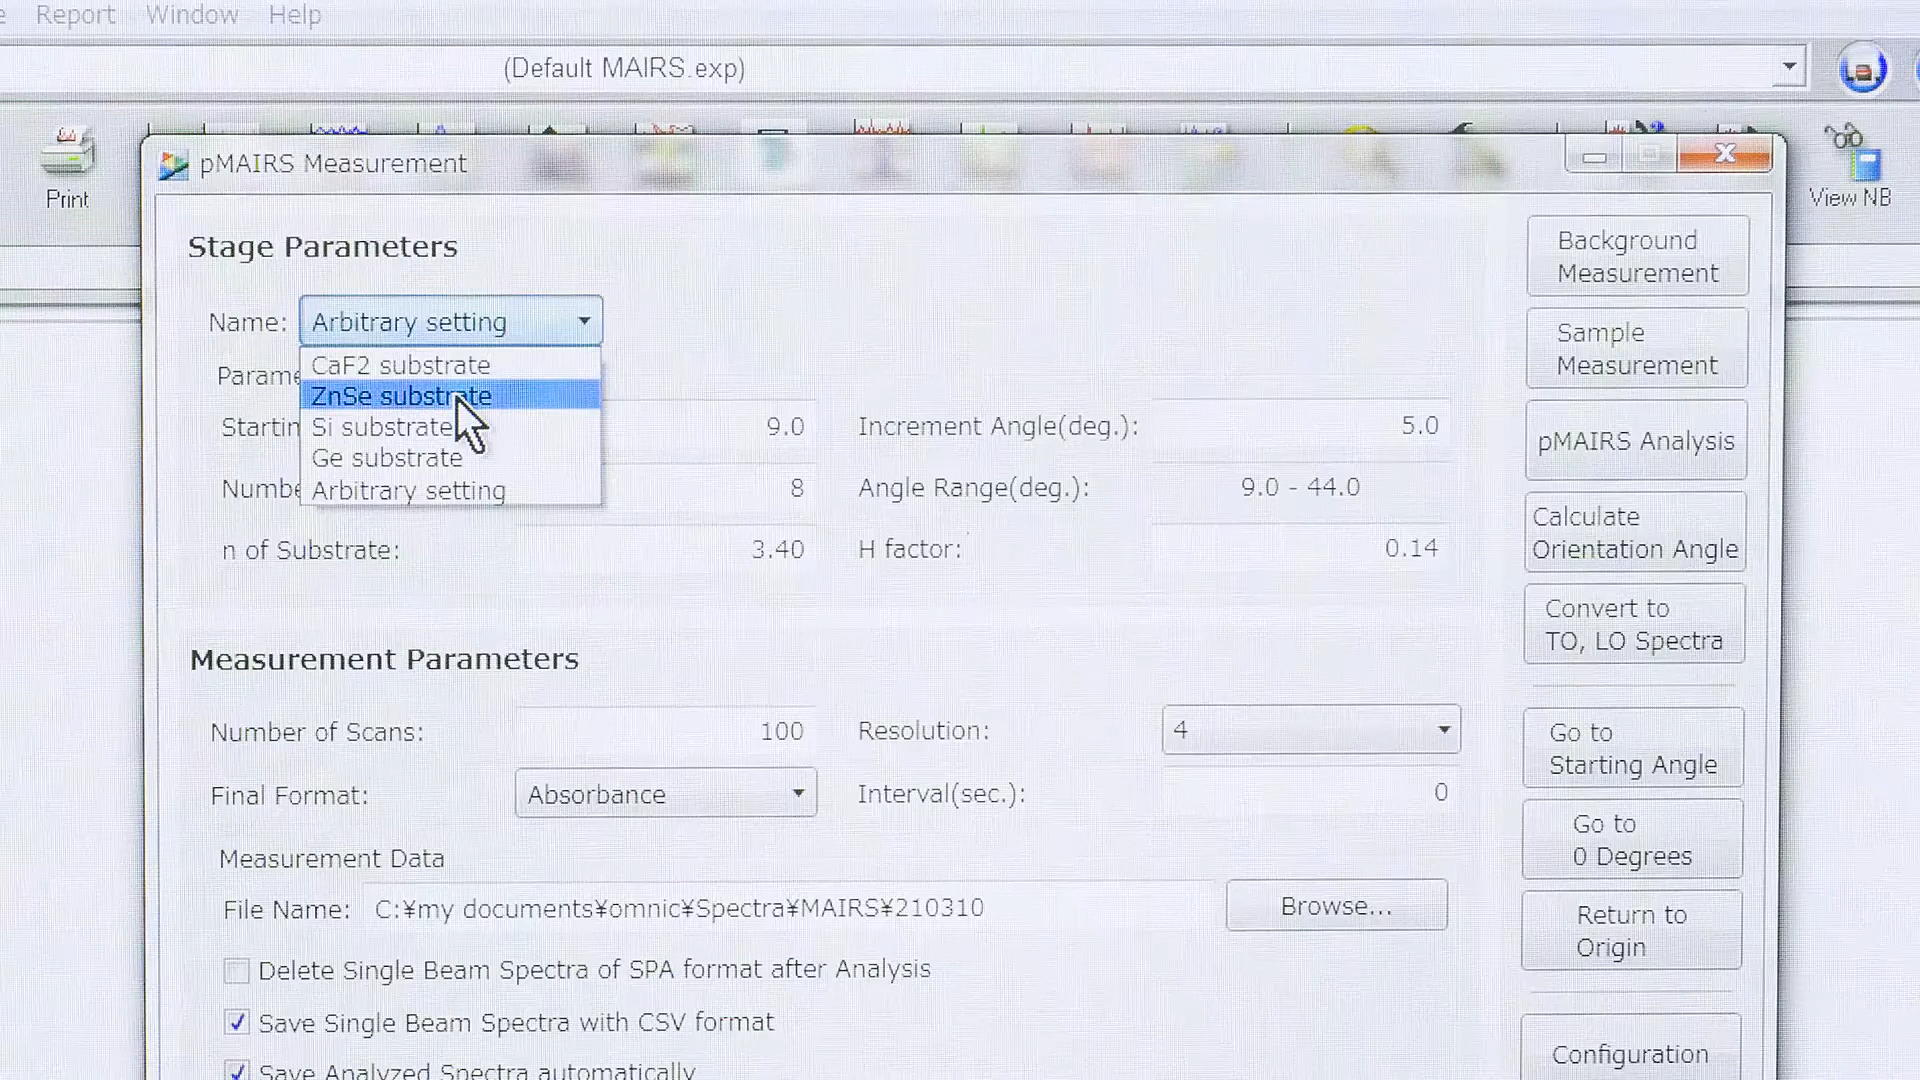 Report Window Help
(Default MAIRS.exp)
Print
View NB
pMAIRS Measurement
Stage Parameters
Name: Arbitrary setting
CaF2 substrate
ZnSe substrate
Si substrate
Ge substrate
Arbitrary setting
9.0 Increment Angle(deg.): 5.0
8 Angle Range(deg.): 9.0 - 44.0
n of Substrate: 3.40 H factor: 0.14
Measurement Parameters
Number of Scans: 100 Resolution: 4
Final Format: Absorbance Interval(sec.): 0
Measurement Data
File Name: C:¥my documents¥omnic¥Spectra¥MAIRS¥210310 Browse...
Delete Single Beam Spectra of SPA format after Analysis
Save Single Beam Spectra with CSV format
Save Analyzed Spectra automatically
Background
Measurement
Sample
Measurement
pMAIRS Analysis
Calculate
Orientation Angle
Convert to
TO, LO Spectra
Go to
Starting Angle
Go to
0 Degrees
Return to
Origin
Configuration